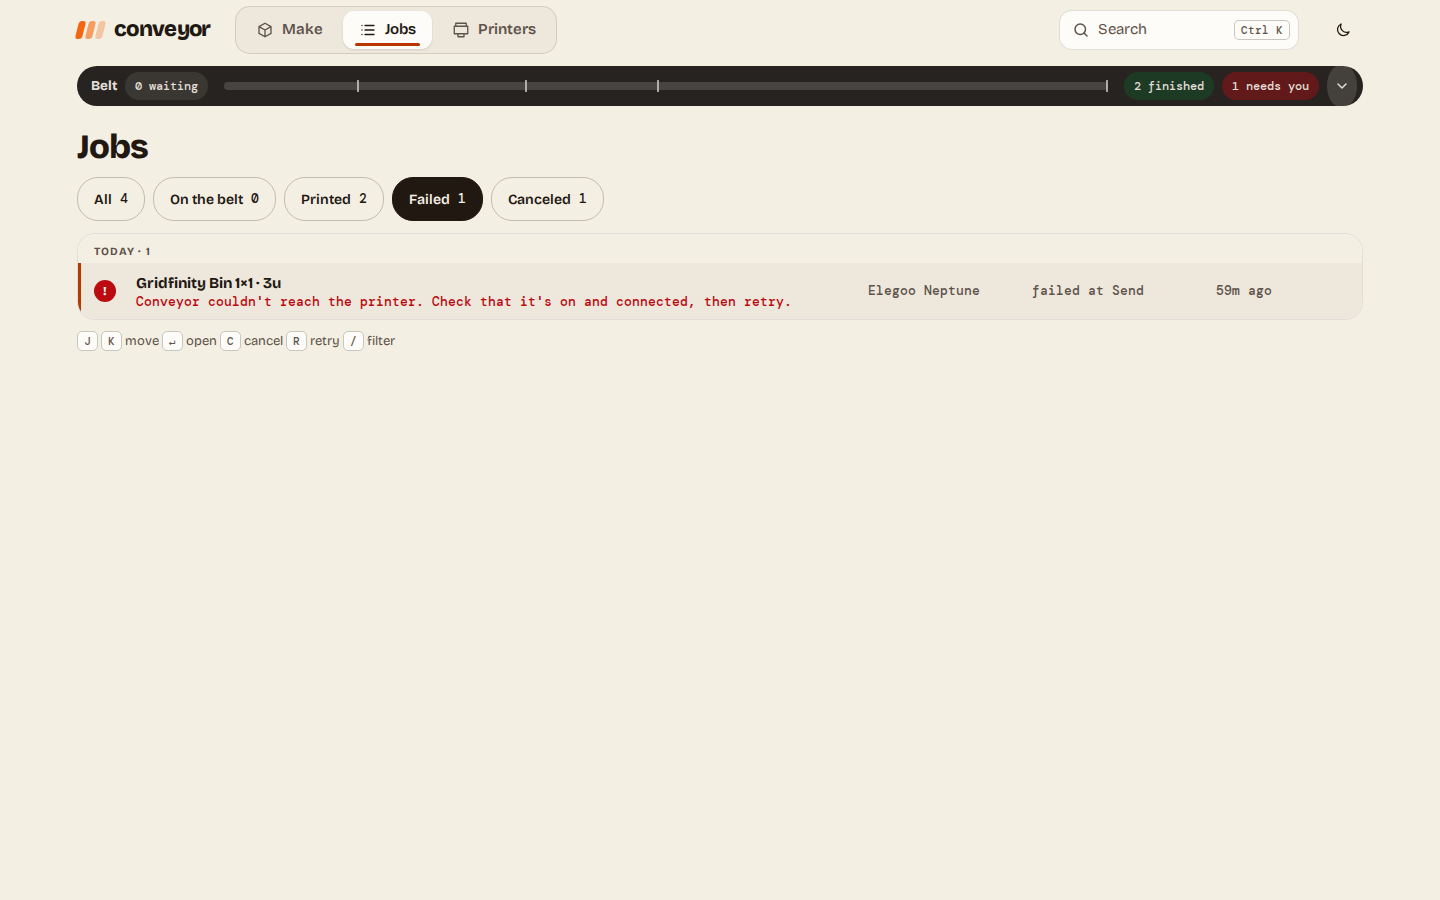 conveyor
Make
Jobs
Printers
Search
Ctrl K
Belt
0 waiting
2 finished
1 needs you
Jobs
All 4
On the belt 0
Printed 2
Failed 1
Canceled 1
TODAY · 1
! Gridfinity Bin 1×1 · 3u
Conveyor couldn't reach the printer. Check that it's on and connected, then retry.
Elegoo Neptune
failed at Send
59m ago
J K move ↵ open C cancel R retry / filter